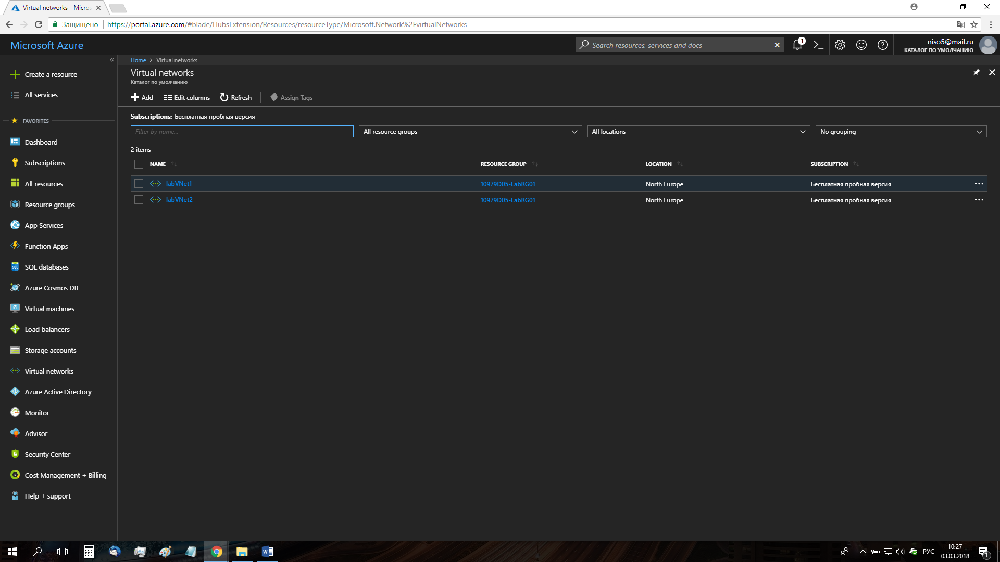 Virtual networks - Micros
Защищено
https://portal.azure.com/#blade/HubsExtension/Resources/resourceType/Microsoft.Network%2FvirtualNetworks
Microsoft Azure
Search resources, services and docs
1
niso5@mail.ru
КАТАЛОГ ПО УМОЛЧАНИЮ
Create a resource
All services
FAVORITES
Dashboard
Subscriptions
All resources
Resource groups
App Services
Function Apps
SQL databases
Azure Cosmos DB
Virtual machines
Load balancers
Storage accounts
Virtual networks
Azure Active Directory
Monitor
Advisor
Security Center
Cost Management + Billing
Help + support
Home > Virtual networks
Virtual networks
Каталог по умолчанию
Add Edit columns Refresh Assign Tags
Subscriptions: Бесплатная пробная версия –
Filter by name... All resource groups All locations No grouping
2 items
NAME RESOURCE GROUP LOCATION SUBSCRIPTION
labVNet1 10979D05-LabRG01 North Europe Бесплатная пробная версия
labVNet2 10979D05-LabRG01 North Europe Бесплатная пробная версия
РУС
10:27
03.03.2018
1